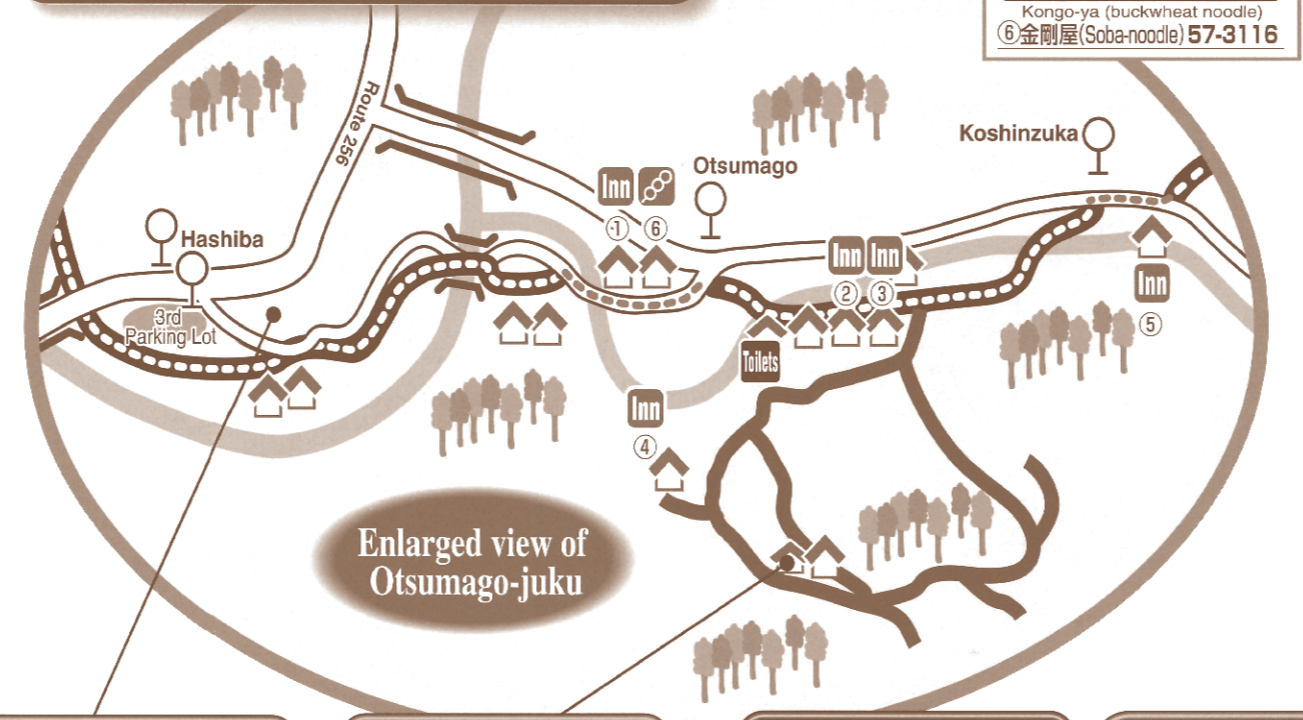 Kongo-ya (buckwheat noodle)
⑥金剛屋(Soba-noodle) 57-3116
Route 256
Koshinzuka
Otsumago
Inn
① ⑥
Hashiba
Inn Inn
② ③
Inn
⑤
3rd
Parking Lot
Toilets
Inn
④
Enlarged view of
Otsumago-juku